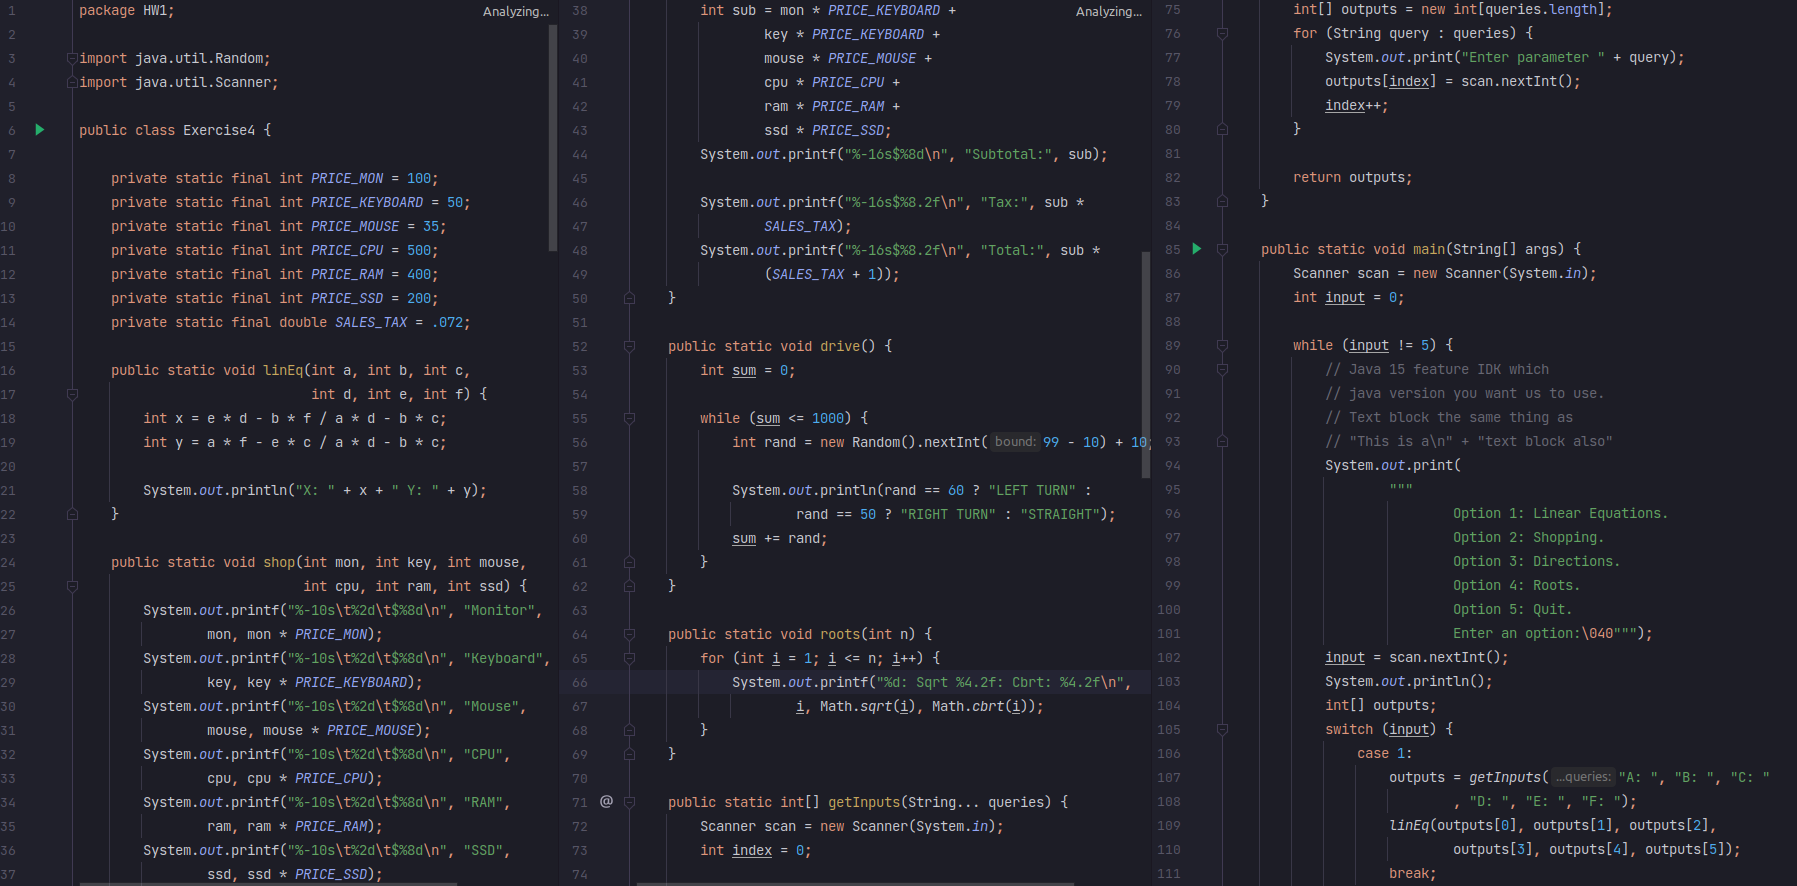 1 package HW1; Analyzing...
2
3 import java.util.Random;
4 import java.util.Scanner;
5
6 public class Exercise4 {
7
8 private static final int PRICE_MON = 100;
9 private static final int PRICE_KEYBOARD = 50;
10 private static final int PRICE_MOUSE = 35;
11 private static final int PRICE_CPU = 500;
12 private static final int PRICE_RAM = 400;
13 private static final int PRICE_SSD = 200;
14 private static final double SALES_TAX = .072;
15
16 public static void linEq(int a, int b, int c,
17 int d, int e, int f) {
18 int x = e * d - b * f / a * d - b * c;
19 int y = a * f - e * c / a * d - b * c;
20
21 System.out.println("X: " + x + " Y: " + y);
22 }
23
24 public static void shop(int mon, int key, int mouse,
25 int cpu, int ram, int ssd) {
26 System.out.printf("%-10s\t%2d\t$%8d\n", "Monitor",
27 mon, mon * PRICE_MON);
28 System.out.printf("%-10s\t%2d\t$%8d\n", "Keyboard",
29 key, key * PRICE_KEYBOARD);
30 System.out.printf("%-10s\t%2d\t$%8d\n", "Mouse",
31 mouse, mouse * PRICE_MOUSE);
32 System.out.printf("%-10s\t%2d\t$%8d\n", "CPU",
33 cpu, cpu * PRICE_CPU);
34 System.out.printf("%-10s\t%2d\t$%8d\n", "RAM",
35 ram, ram * PRICE_RAM);
36 System.out.printf("%-10s\t%2d\t$%8d\n", "SSD",
37 ssd, ssd * PRICE_SSD);
38 int sub = mon * PRICE_KEYBOARD + Analyzing...
39 key * PRICE_KEYBOARD +
40 mouse * PRICE_MOUSE +
41 cpu * PRICE_CPU +
42 ram * PRICE_RAM +
43 ssd * PRICE_SSD;
44 System.out.printf("%-16s$%8d\n", "Subtotal:", sub);
45
46 System.out.printf("%-16s$%8.2f\n", "Tax:", sub *
47 SALES_TAX);
48 System.out.printf("%-16s$%8.2f\n", "Total:", sub *
49 (SALES_TAX + 1));
50 }
51
52 public static void drive() {
53 int sum = 0;
54
55 while (sum <= 1000) {
56 int rand = new Random().nextInt( bound: 99 - 10) + 10;
57
58 System.out.println(rand == 60 ? "LEFT TURN" :
59 rand == 50 ? "RIGHT TURN" : "STRAIGHT");
60 sum += rand;
61 }
62 }
63
64 public static void roots(int n) {
65 for (int i = 1; i <= n; i++) {
66 System.out.printf("%d: Sqrt %4.2f: Cbrt: %4.2f\n",
67 i, Math.sqrt(i), Math.cbrt(i));
68 }
69 }
70
71 @ public static int[] getInputs(String... queries) {
72 Scanner scan = new Scanner(System.in);
73 int index = 0;
74
75 int[] outputs = new int[queries.length];
76 for (String query : queries) {
77 System.out.print("Enter parameter " + query);
78 outputs[index] = scan.nextInt();
79 index++;
80 }
81
82 return outputs;
83 }
84
85 public static void main(String[] args) {
86 Scanner scan = new Scanner(System.in);
87 int input = 0;
88
89 while (input != 5) {
90 // Java 15 feature IDK which
91 // java version you want us to use.
92 // Text block the same thing as
93 // "This is a\n" + "text block also"
94 System.out.print(
95 """
96 Option 1: Linear Equations.
97 Option 2: Shopping.
98 Option 3: Directions.
99 Option 4: Roots.
100 Option 5: Quit.
101 Enter an option:\040""");
102 input = scan.nextInt();
103 System.out.println();
104 int[] outputs;
105 switch (input) {
106 case 1:
107 outputs = getInputs( ...queries: "A: ", "B: ", "C: "
108 , "D: ", "E: ", "F: ");
109 linEq(outputs[0], outputs[1], outputs[2],
110 outputs[3], outputs[4], outputs[5]);
111 break;